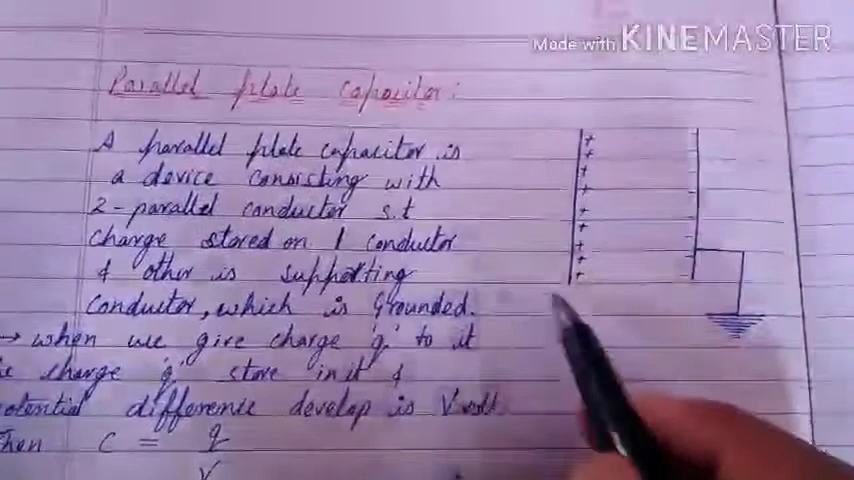 Made with KINEMASTER
Parallel plate capacitor:
A parallel plate capacitor is
a device consisting with
2-parallel conductor s.t
charge stored on 1 conductor
& other is supporting
conductor, which is Grounded.
→ when we give charge 'q' to it
charge 'q' store in it &
potential difference develop is V volt
Then C = q
V